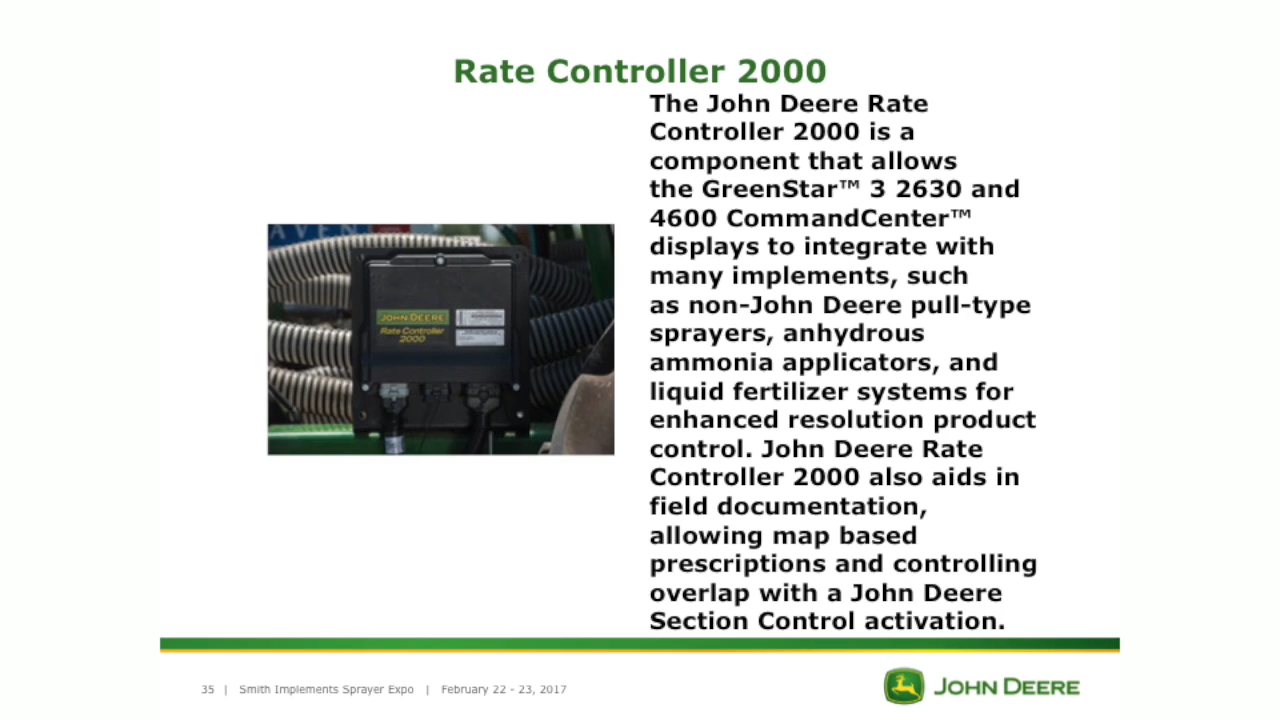 Rate Controller 2000
The John Deere Rate
Controller 2000 is a
component that allows
the GreenStar™ 3 2630 and
4600 CommandCenter™
displays to integrate with
many implements, such
as non-John Deere pull-type
sprayers, anhydrous
ammonia applicators, and
liquid fertilizer systems for
enhanced resolution product
control. John Deere Rate
Controller 2000 also aids in
field documentation,
allowing map based
prescriptions and controlling
overlap with a John Deere
Section Control activation.
AVEN
JOHN DEERE
Rate Controller
2000
35 | Smith Implements Sprayer Expo | February 22 - 23, 2017
JOHN DEERE